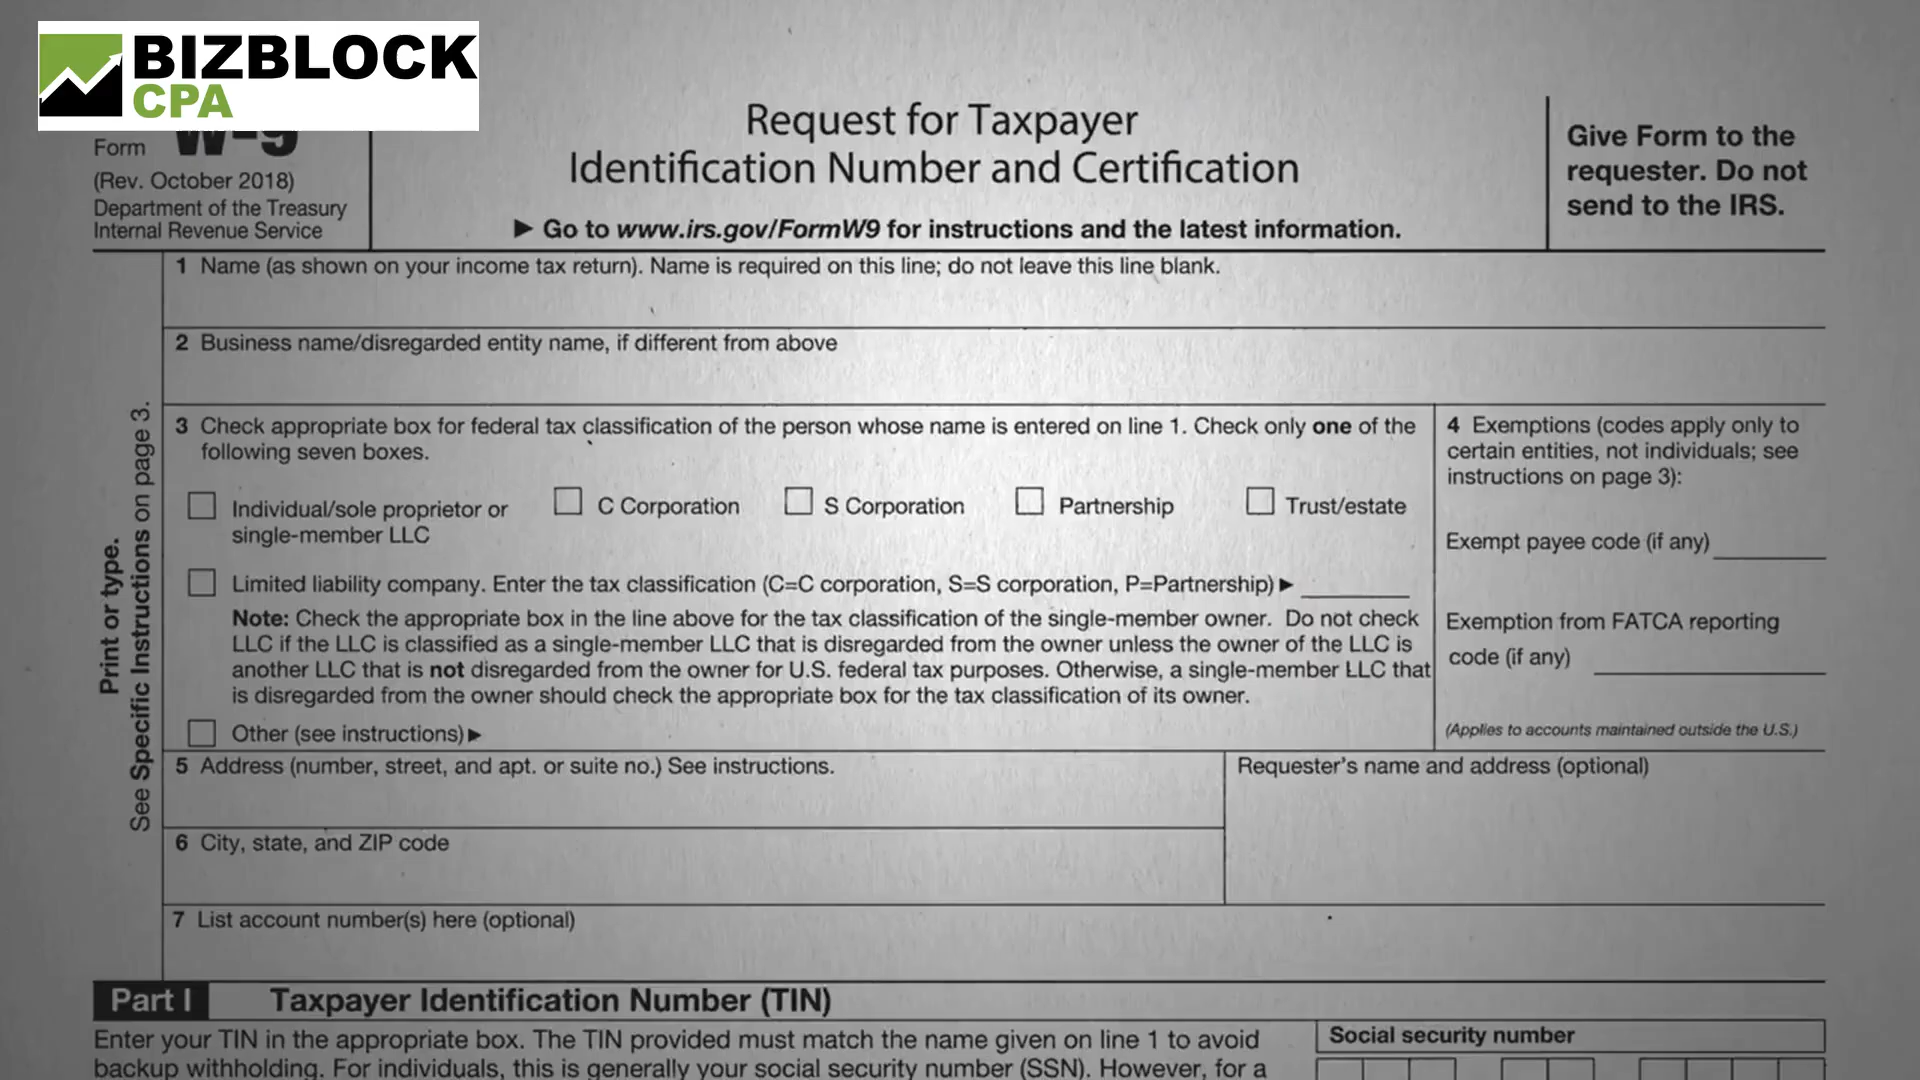 BIZBLOCK
CPA
Form W-9
(Rev. October 2018)
Department of the Treasury
Internal Revenue Service
Request for Taxpayer
Identification Number and Certification
▶ Go to www.irs.gov/FormW9 for instructions and the latest information.
Give Form to the
requester. Do not
send to the IRS.
Print or type.
See Specific Instructions on page 3.
1 Name (as shown on your income tax return). Name is required on this line; do not leave this line blank.
2 Business name/disregarded entity name, if different from above
3 Check appropriate box for federal tax classification of the person whose name is entered on line 1. Check only one of the
following seven boxes.
Individual/sole proprietor or
single-member LLC
C Corporation
S Corporation
Partnership
Trust/estate
Limited liability company. Enter the tax classification (C=C corporation, S=S corporation, P=Partnership) ▶
Note: Check the appropriate box in the line above for the tax classification of the single-member owner. Do not check
LLC if the LLC is classified as a single-member LLC that is disregarded from the owner unless the owner of the LLC is
another LLC that is not disregarded from the owner for U.S. federal tax purposes. Otherwise, a single-member LLC that
is disregarded from the owner should check the appropriate box for the tax classification of its owner.
Other (see instructions) ▶
4 Exemptions (codes apply only to
certain entities, not individuals; see
instructions on page 3):
Exempt payee code (if any)
Exemption from FATCA reporting
code (if any)
(Applies to accounts maintained outside the U.S.)
5 Address (number, street, and apt. or suite no.) See instructions.
Requester's name and address (optional)
6 City, state, and ZIP code
7 List account number(s) here (optional)
Part I Taxpayer Identification Number (TIN)
Enter your TIN in the appropriate box. The TIN provided must match the name given on line 1 to avoid
backup withholding. For individuals, this is generally your social security number (SSN). However, for a
Social security number